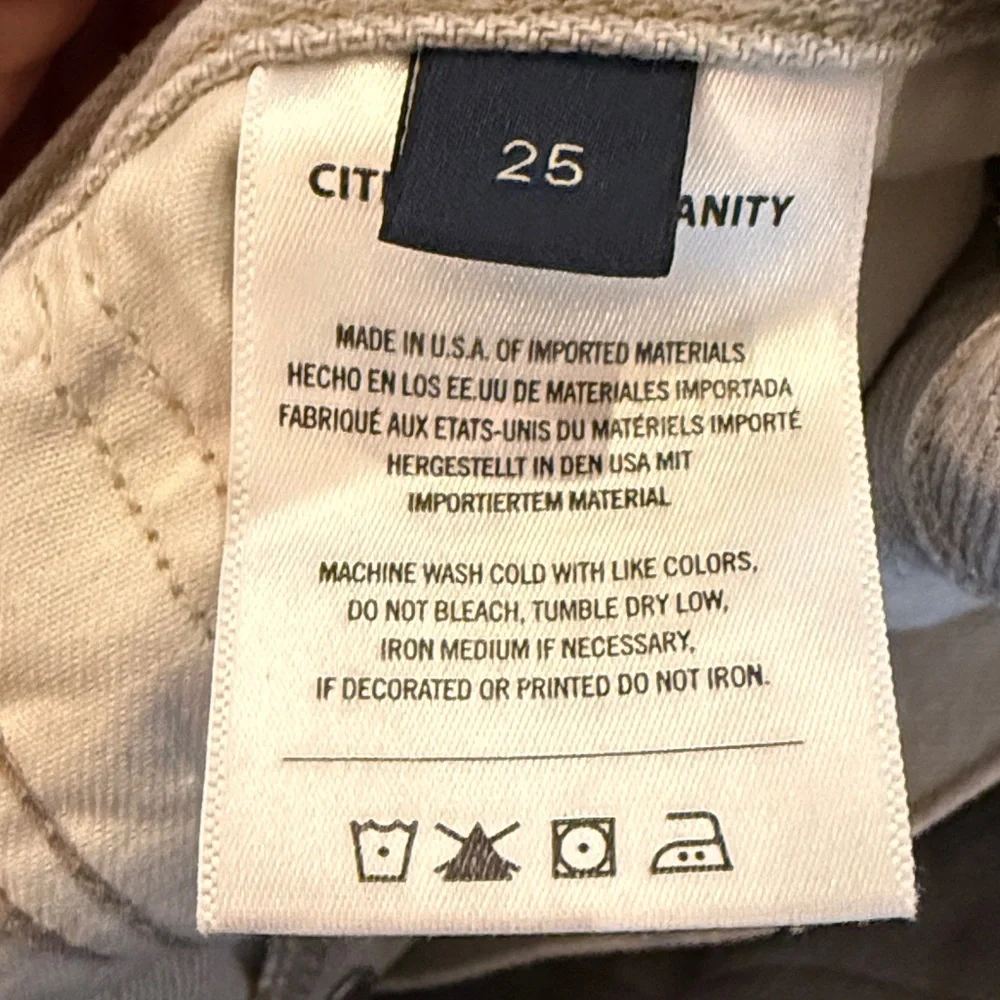 25
CIT ANITY
MADE IN U.S.A. OF IMPORTED MATERIALS
HECHO EN LOS EE.UU DE MATERIALES IMPORTADA
FABRIQUÉ AUX ETATS-UNIS DU MATÉRIELS IMPORTÉ
HERGESTELLT IN DEN USA MIT
IMPORTIERTEM MATERIAL
MACHINE WASH COLD WITH LIKE COLORS,
DO NOT BLEACH, TUMBLE DRY LOW,
IRON MEDIUM IF NECESSARY,
IF DECORATED OR PRINTED DO NOT IRON.